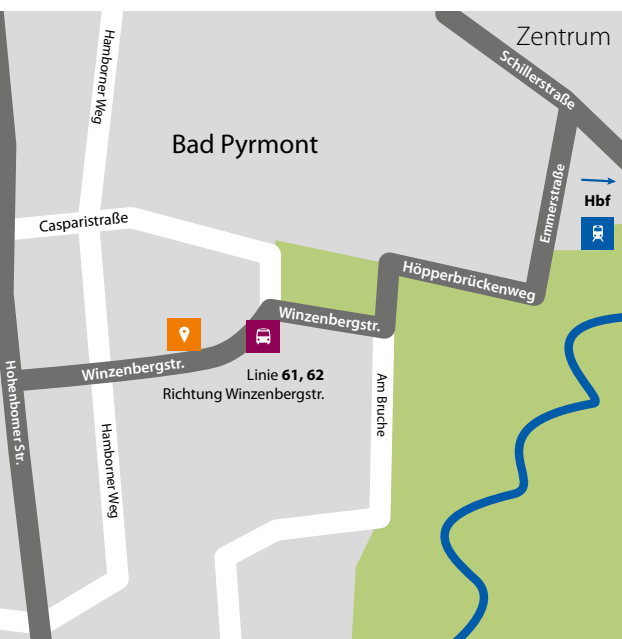 Zentrum
Schillerstraße
Hamborner Weg
Bad Pyrmont
Emmerstraße
Hbf
Casparistraße
Höpperbrückenweg
Winzenbergstr.
Winzenbergstr.
Linie 61, 62
Richtung Winzenbergstr.
Hohenborner Str.
Am Bruche
Hamborner Weg